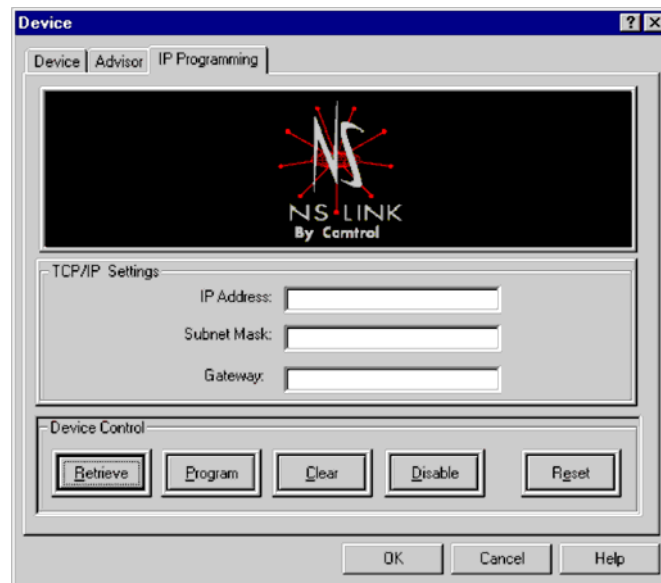 Device
Device Advisor IP Programming
NS
NS LINK
By Comtrol
TCP/IP Settings
IP Address:
Subnet Mask:
Gateway:
Device Control
Retrieve Program Clear Disable Reset
OK Cancel Help